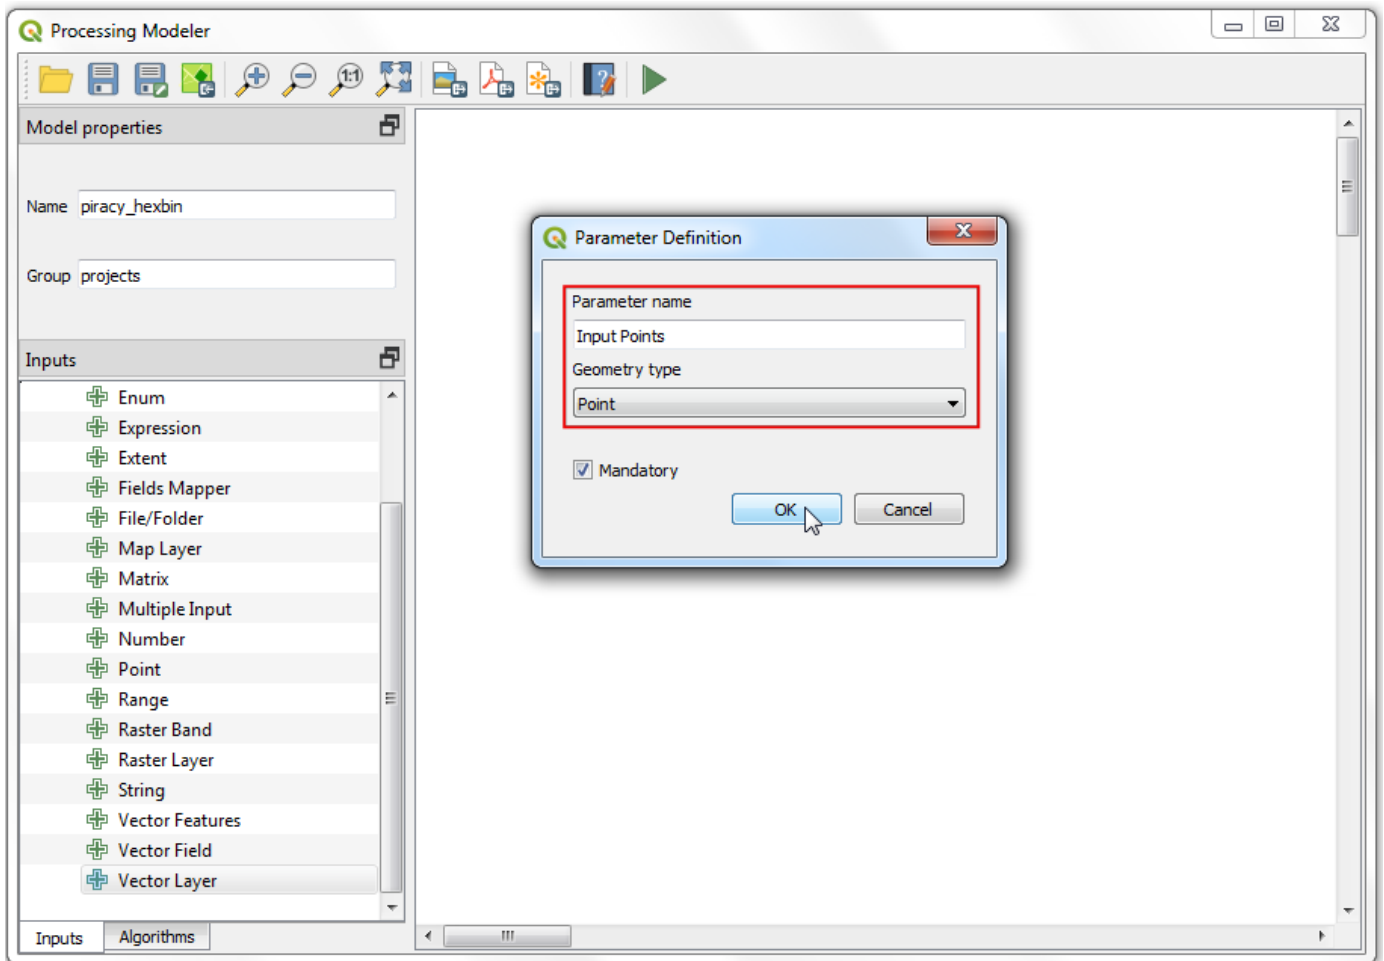 Processing Modeler
1:1
Model properties
Name piracy_hexbin
Group projects
Inputs
Enum
Expression
Extent
Fields Mapper
File/Folder
Map Layer
Matrix
Multiple Input
Number
Point
Range
Raster Band
Raster Layer
String
Vector Features
Vector Field
Vector Layer
Inputs Algorithms
Parameter Definition
Parameter name
Input Points
Geometry type
Point
Mandatory
OK Cancel